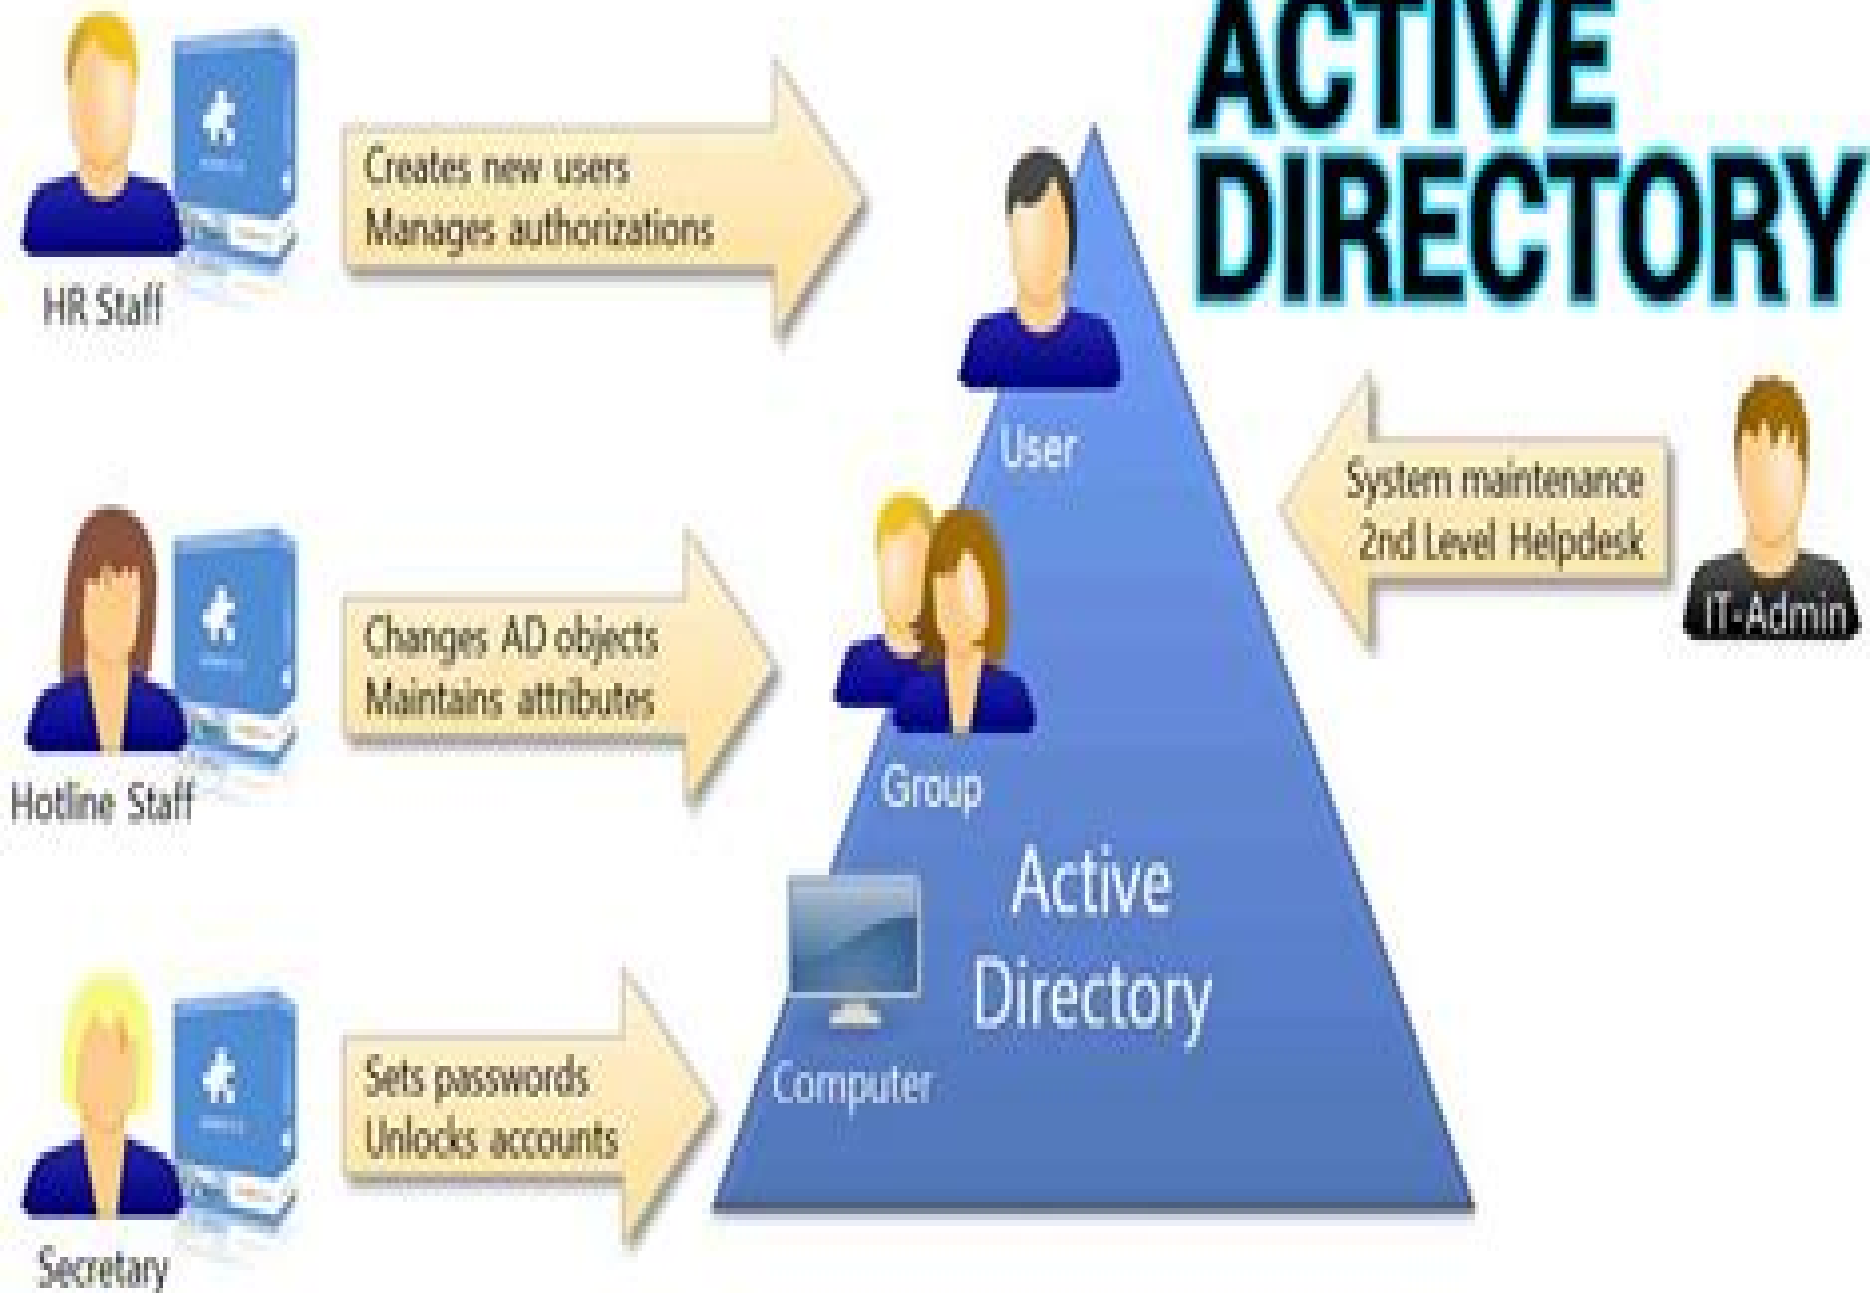 ACTIVE
DIRECTORY
Creates new users
Manages authorizations
HR Staff
User
System maintenance
2nd Level Helpdesk
IT-Admin
Changes AD objects
Maintains attributes
Hotline Staff
Group
Active
Directory
Computer
Sets passwords
Unlocks accounts
Secretary